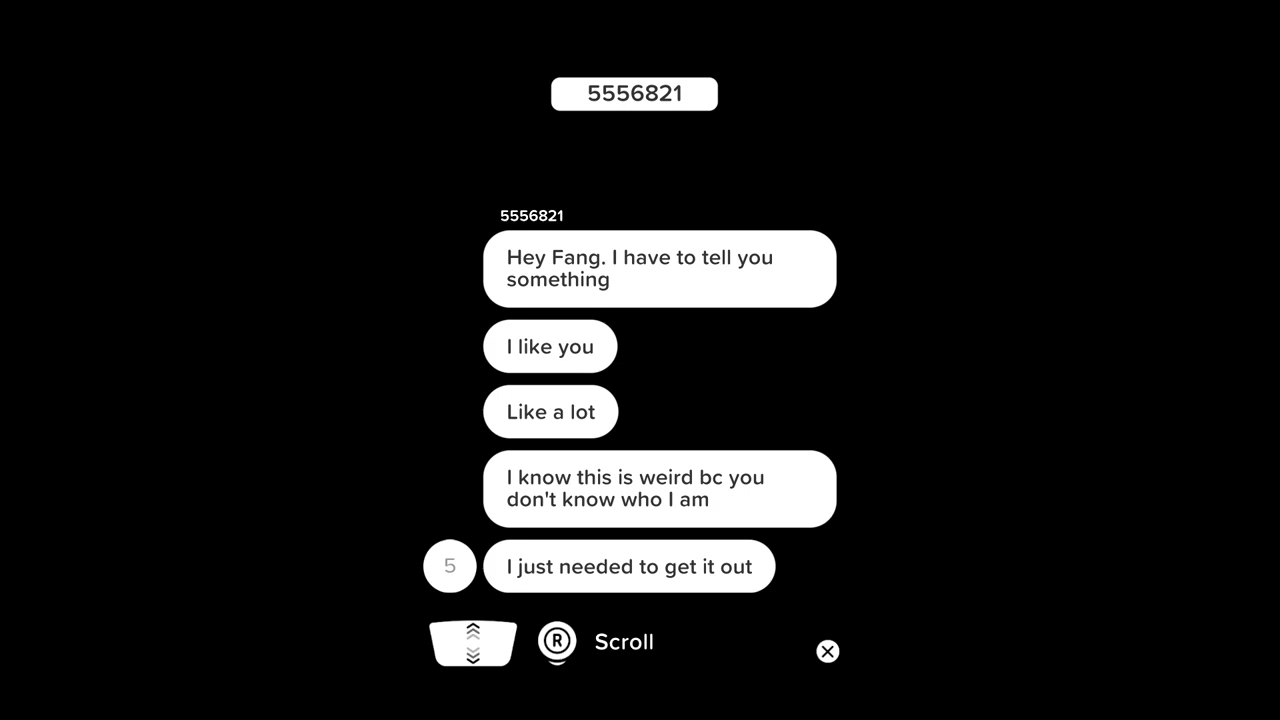 5556821
5556821
Hey Fang. I have to tell you
something
I like you
Like a lot
I know this is weird bc you
don't know who I am
5
I just needed to get it out
R
Scroll